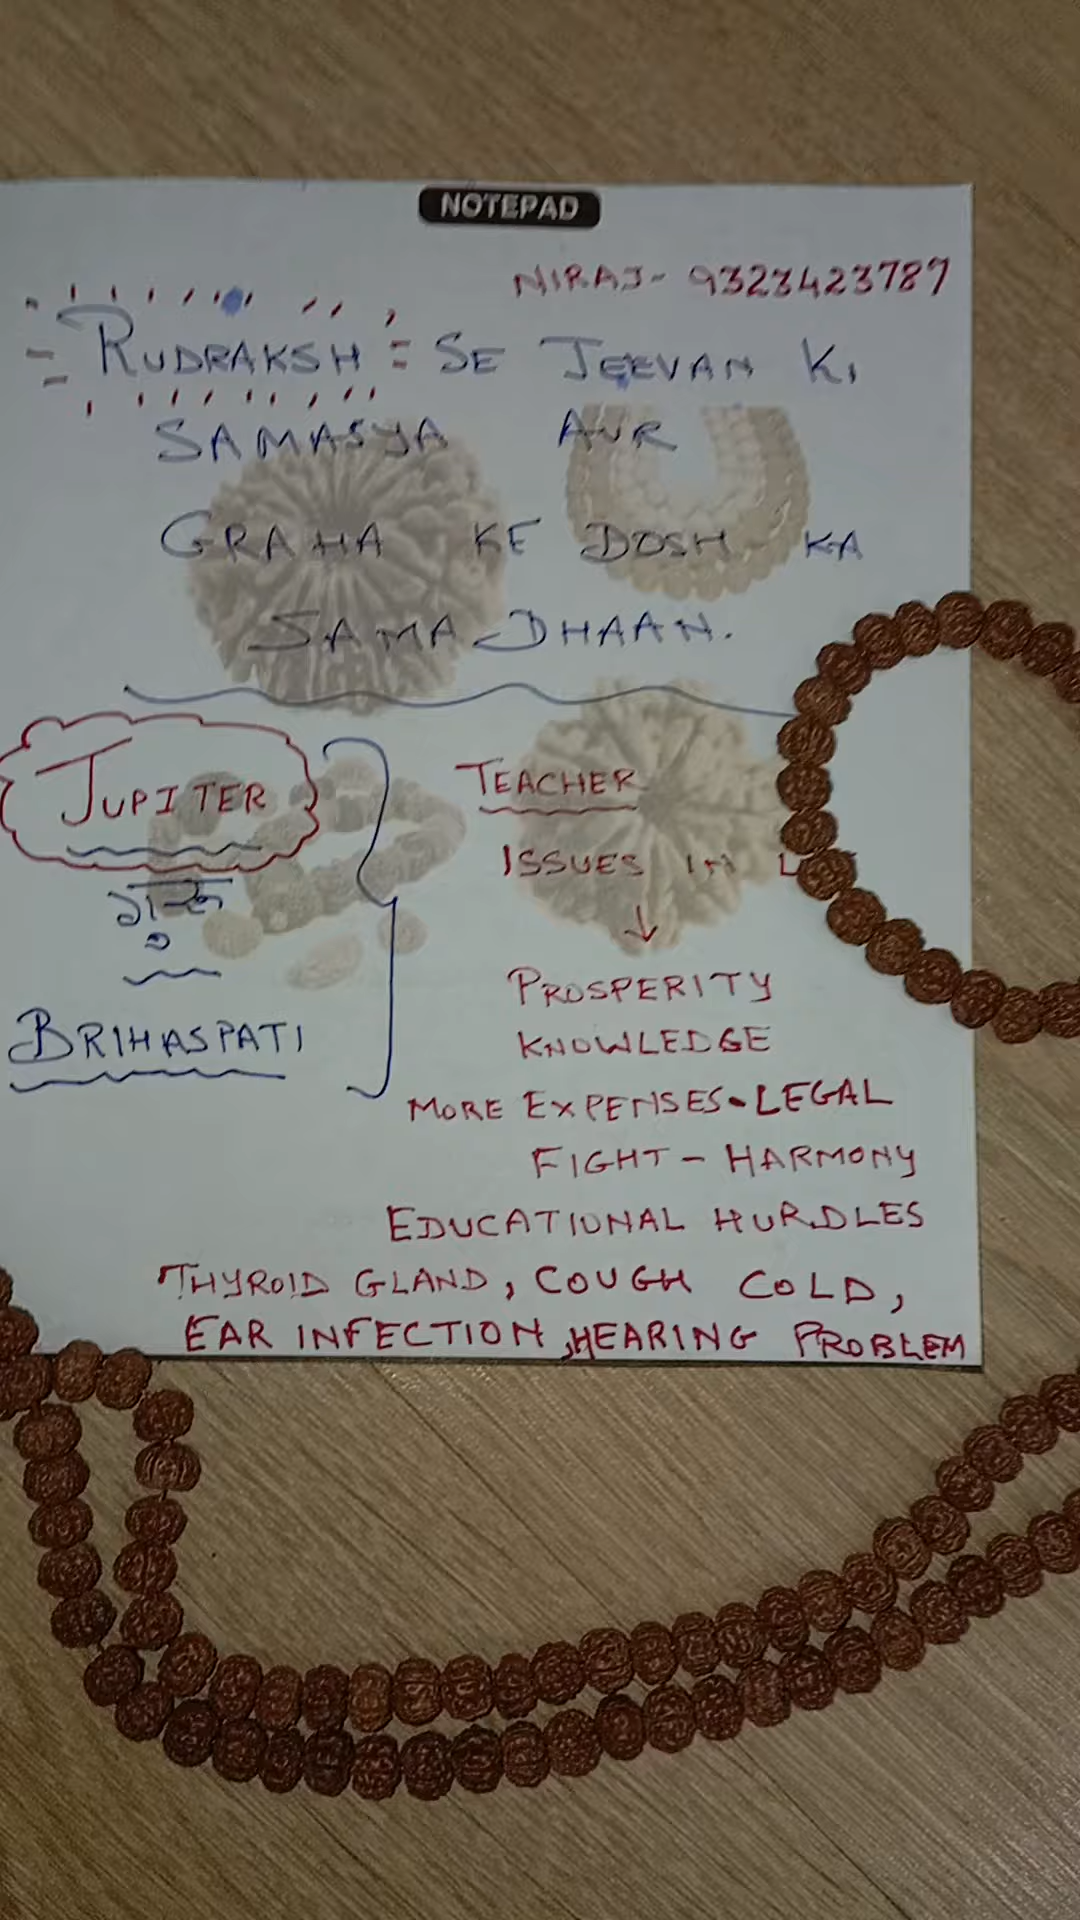 NOTEPAD
NIRAJ- 9323423787
RUDRAKSH SE JEEVAN KI
SAMASYA AUR
GRAHA KE DOSH KA
SAMADHAAN.
JUPITER
गुरु
BRIHASPATI
TEACHER
ISSUES IN L
PROSPERITY
KNOWLEDGE
MORE EXPENSES-LEGAL
FIGHT - HARMONY
EDUCATIONAL HURDLES
THYROID GLAND, COUGH COLD,
EAR INFECTION, HEARING PROBLEM